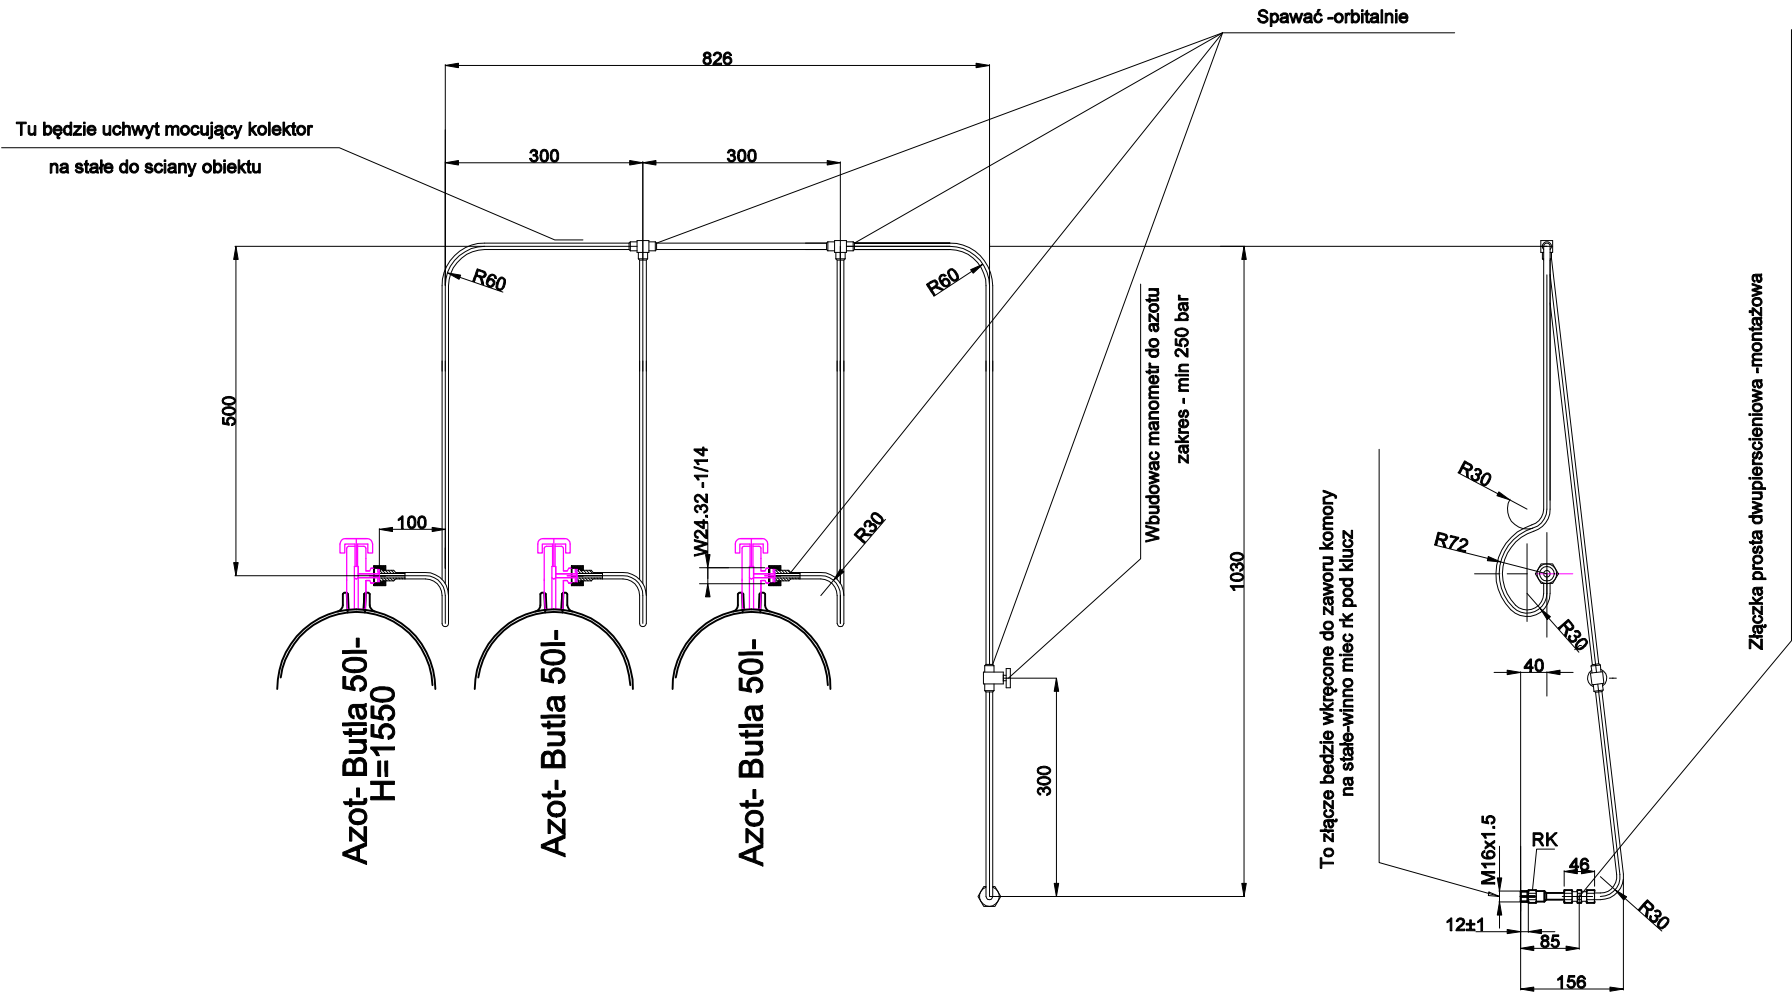 Spawać -orbitalnie
826
Tu będzie uchwyt mocujący kolektor
na stałe do sciany obiektu
300
300
R60
R60
500
100
W24.32 -1/14
R30
Wbudowac manometr do azotu
zakres - min 250 bar
1030
300
Azot- Butla 50l-
H=1550
Azot- Butla 50l-
Azot- Butla 50l-
Złączka prosta dwupierscieniowa -montażowa
R30
R72
R30
40
To złącze bedzie wkręcone do zaworu komory
na stałe-winno miec rk pod klucz
M16x1.5
RK
46
R30
12±1
85
156